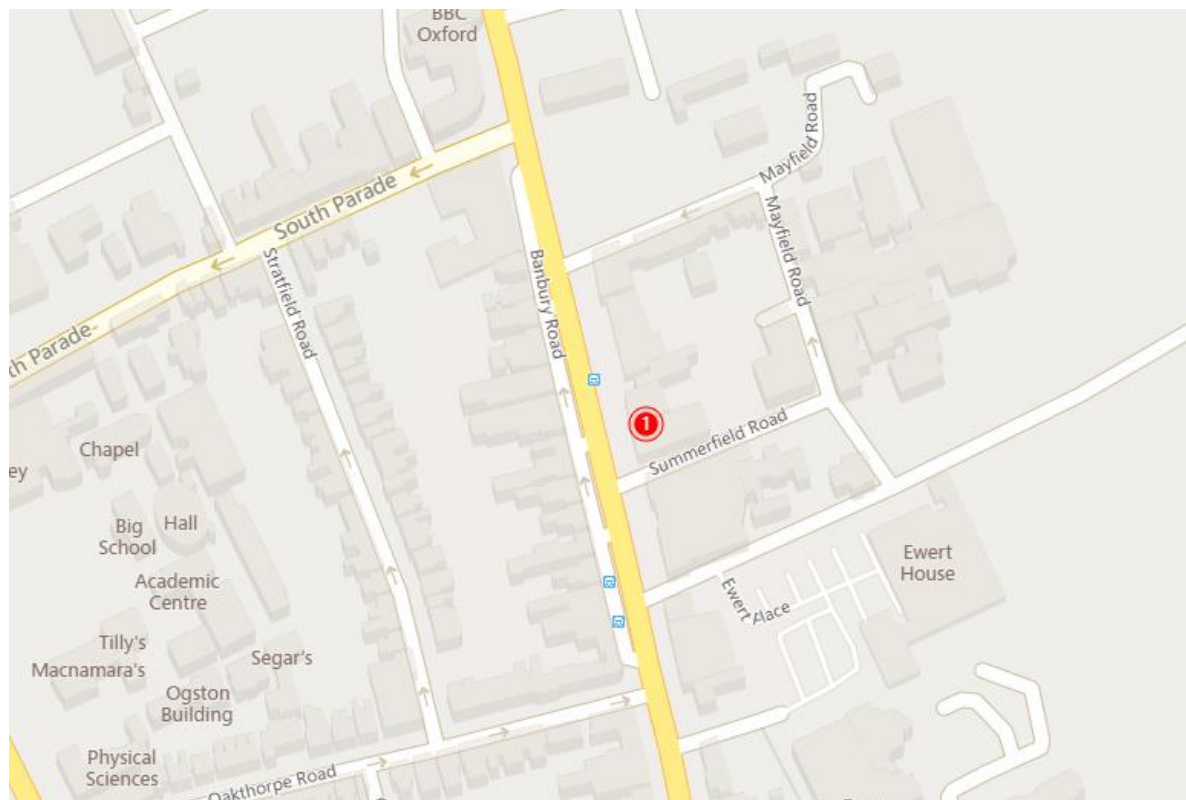 BBC
Oxford
Mayfield Road
South Parade
Mayfield Road
Banbury Road
Stratfield Road
th Parade
1
Summerfield Road
Chapel
ey
Big
School
Hall
Academic
Centre
Ewert
House
Ewert Place
Tilly's
Macnamara's
Segar's
Ogston
Building
Physical
Sciences
Oakthorpe Road